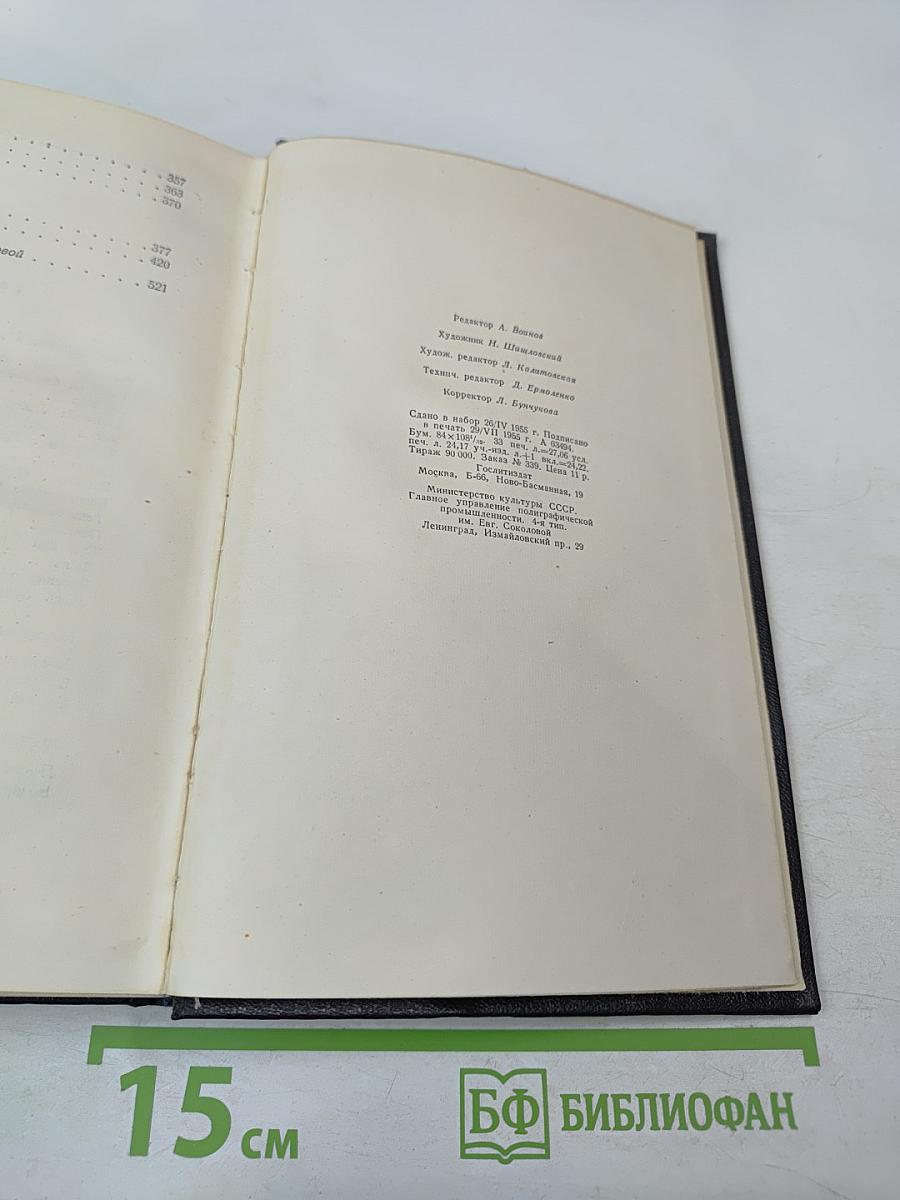 357
363
370
377
420
521
Редактор А. Воинов
Художник Н. Шишловский
Худож. редактор Л. Калитовская
Технич. редактор Д. Ермоленко
Корректор Л. Бунчукова
Сдано в набор 26/IV 1955 г. Подписано
в печать 29/VII 1955 г. А 03494.
Бум. 84×108¹/₃₂. 33 печ. л.=27,06 усл.
печ. л. 24,17 уч.-изд. л.+1 вкл.=24,22.
Тираж 90 000. Заказ № 339. Цена 11 р.
Гослитиздат
Москва, Б-66, Ново-Басманная, 19
Министерство культуры СССР.
Главное управление полиграфической
промышленности. 4-я тип.
им. Евг. Соколовой
Ленинград, Измайловский пр., 29
15 см
БФ БИБЛИОФАН